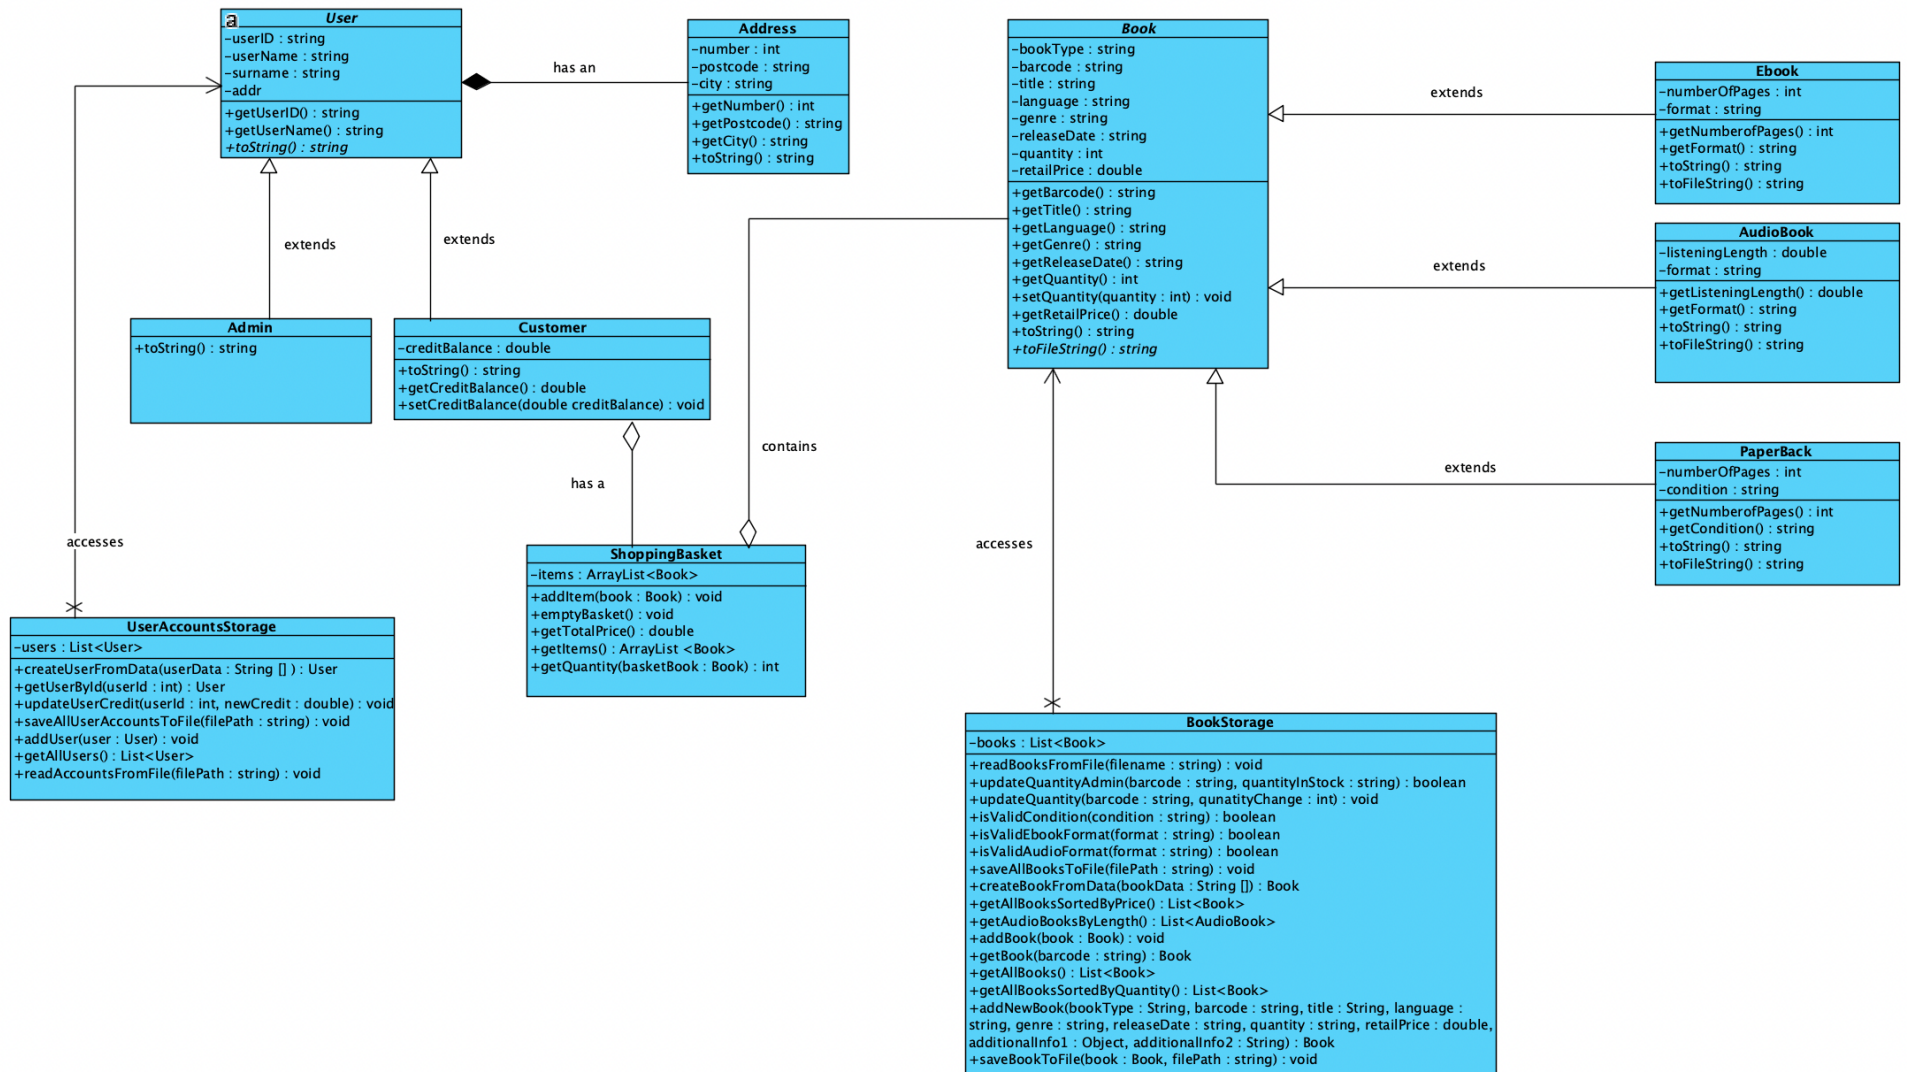 a
User
-userID : string
-userName : string
-surname : string
-addr
+getUserID() : string
+getUserName() : string
+toString() : string
has an
Address
-number : int
-postcode : string
-city : string
+getNumber() : int
+getPostcode() : string
+getCity() : string
+toString() : string
extends
extends
Admin
+toString() : string
Customer
-creditBalance : double
+toString() : string
+getCreditBalance() : double
+setCreditBalance(double creditBalance) : void
has a
contains
accesses
UserAccountsStorage
-users : List<User>
+createUserFromData(userData : String [] ) : User
+getUserById(userId : int) : User
+updateUserCredit(userId : int, newCredit : double) : void
+saveAllUserAccountsToFile(filePath : string) : void
+addUser(user : User) : void
+getAllUsers() : List<User>
+readAccountsFromFile(filePath : string) : void
ShoppingBasket
-items : ArrayList<Book>
+addItem(book : Book) : void
+emptyBasket() : void
+getTotalPrice() : double
+getItems() : ArrayList <Book>
+getQuantity(basketBook : Book) : int
Book
-bookType : string
-barcode : string
-title : string
-language : string
-genre : string
-releaseDate : string
-quantity : int
-retailPrice : double
+getBarcode() : string
+getTitle() : string
+getLanguage() : string
+getGenre() : string
+getReleaseDate() : string
+getQuantity() : int
+setQuantity(quantity : int) : void
+getRetailPrice() : double
+toString() : string
+toFileString() : string
extends
Ebook
-numberOfPages : int
-format : string
+getNumberofPages() : int
+getFormat() : string
+toString() : string
+toFileString() : string
extends
AudioBook
-listeningLength : double
-format : string
+getListeningLength() : double
+getFormat() : string
+toString() : string
+toFileString() : string
extends
PaperBack
-numberOfPages : int
-condition : string
+getNumberofPages() : int
+getCondition() : string
+toString() : string
+toFileString() : string
accesses
BookStorage
-books : List<Book>
+readBooksFromFile(filename : string) : void
+updateQuantityAdmin(barcode : string, quantityInStock : string) : boolean
+updateQuantity(barcode : string, qunatityChange : int) : void
+isValidCondition(condition : string) : boolean
+isValidEbookFormat(format : string) : boolean
+isValidAudioFormat(format : string) : boolean
+saveAllBooksToFile(filePath : string) : void
+createBookFromData(bookData : String []) : Book
+getAllBooksSortedByPrice() : List<Book>
+getAudioBooksByLength() : List<AudioBook>
+addBook(book : Book) : void
+getBook(barcode : string) : Book
+getAllBooks() : List<Book>
+getAllBooksSortedByQuantity() : List<Book>
+addNewBook(bookType : String, barcode : string, title : String, language :
string, genre : string, releaseDate : string, quantity : string, retailPrice : double,
additionalInfo1 : Object, additionalInfo2 : String) : Book
+saveBookToFile(book : Book, filePath : string) : void